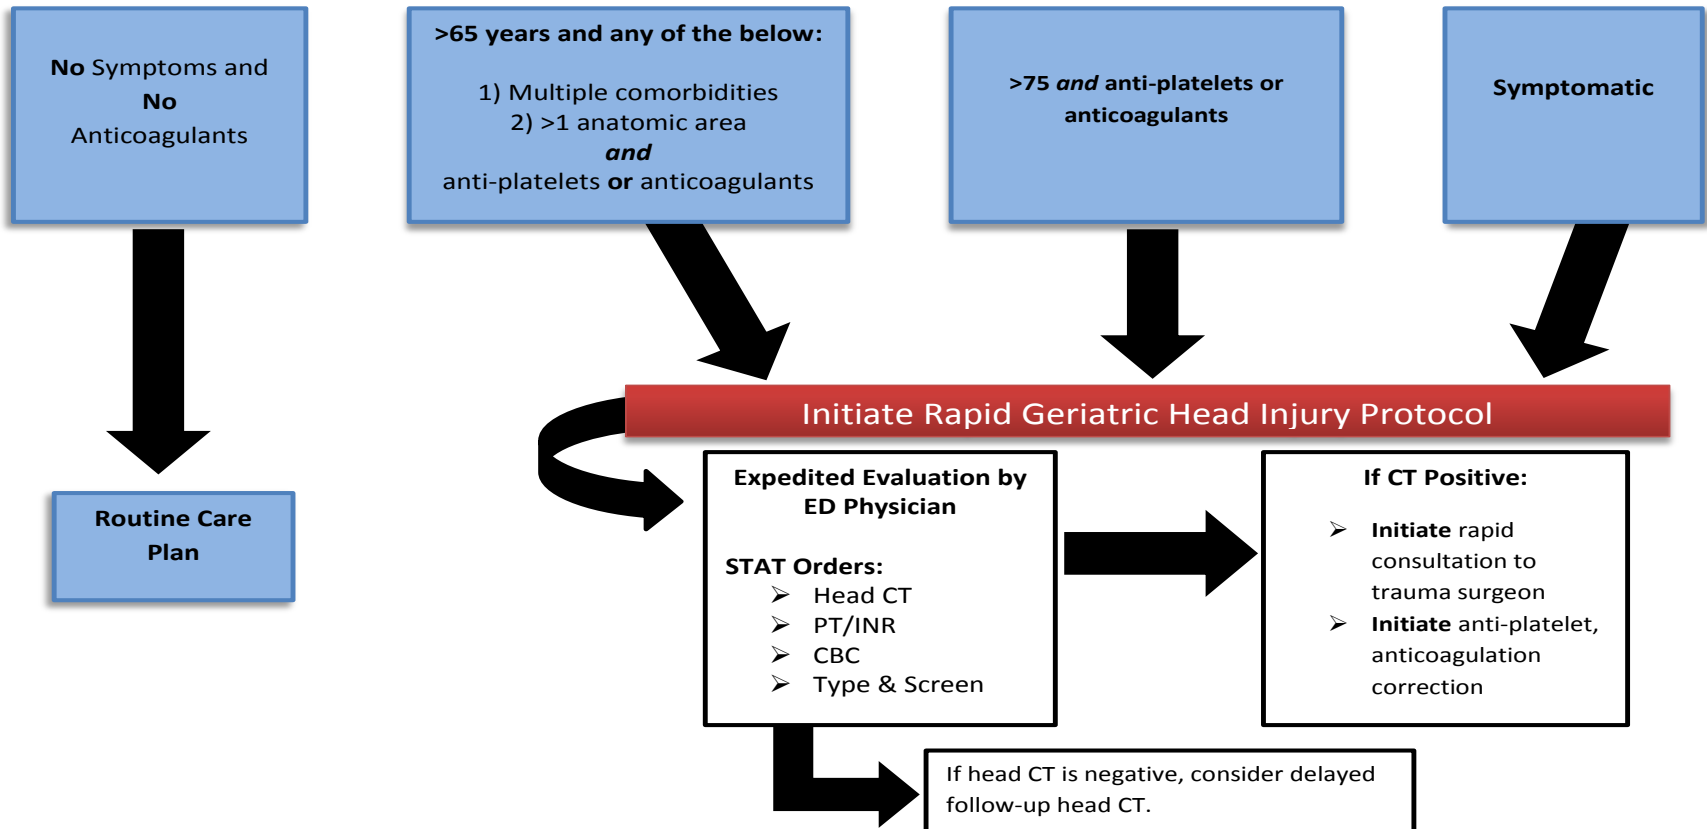 No Symptoms and
No
Anticoagulants
>65 years and any of the below:
1) Multiple comorbidities
2) >1 anatomic area
and
anti-platelets or anticoagulants
>75 and anti-platelets or
anticoagulants
Symptomatic
Initiate Rapid Geriatric Head Injury Protocol
Routine Care
Plan
Expedited Evaluation by
ED Physician
STAT Orders:
➢ Head CT
➢ PT/INR
➢ CBC
➢ Type & Screen
If CT Positive:
➢ Initiate rapid
consultation to
trauma surgeon
➢ Initiate anti-platelet,
anticoagulation
correction
If head CT is negative, consider delayed
follow-up head CT.